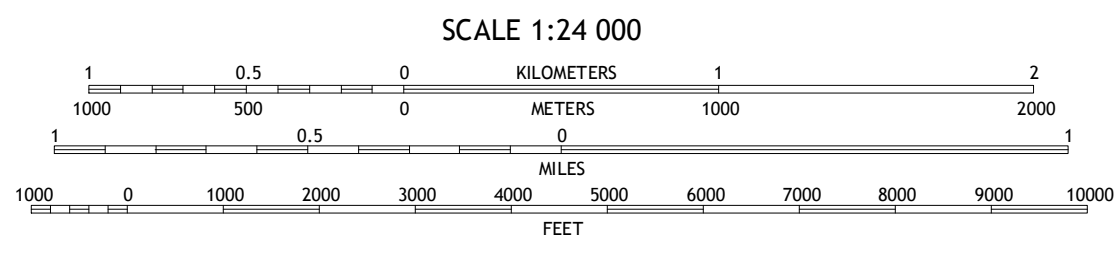 SCALE 1:24 000
1 0.5 0 KILOMETERS 1 2
1000 500 0 METERS 1000 2000
1 0.5 0 1
MILES
1000 0 1000 2000 3000 4000 5000 6000 7000 8000 9000 10000
FEET